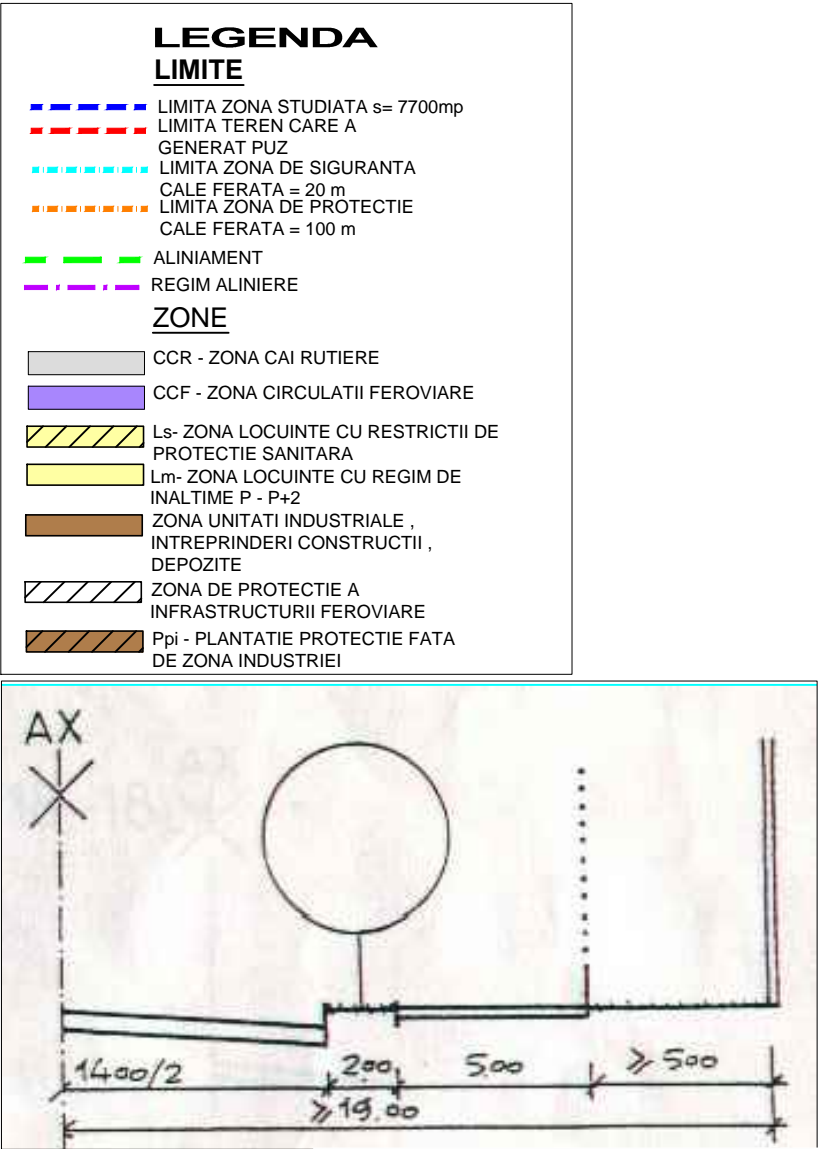 LEGENDA
LIMITE
LIMITA ZONA STUDIATA s= 7700mp
LIMITA TEREN CARE A
GENERAT PUZ
LIMITA ZONA DE SIGURANTA
CALE FERATA = 20 m
LIMITA ZONA DE PROTECTIE
CALE FERATA = 100 m
ALINIAMENT
REGIM ALINIERE
ZONE
CCR - ZONA CAI RUTIERE
CCF - ZONA CIRCULATII FEROVIARE
Ls- ZONA LOCUINTE CU RESTRICTII DE
PROTECTIE SANITARA
Lm- ZONA LOCUINTE CU REGIM DE
INALTIME P - P+2
ZONA UNITATI INDUSTRIALE ,
INTREPRINDERI CONSTRUCTII ,
DEPOZITE
ZONA DE PROTECTIE A
INFRASTRUCTURII FEROVIARE
Ppi - PLANTATIE PROTECTIE FATA
DE ZONA INDUSTRIEI
AX
1400/2 200 500 ≥ 500
≥ 19.00